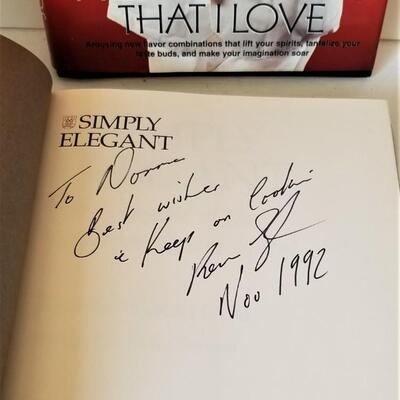 THAT I LOVE
Arousing new flavor combinations that lift your spirits, tantalize your
taste buds, and make your imagination soar
SIMPLY
ELEGANT
To Norma
Best wishes
& Keep on Cookin
Nov 1992